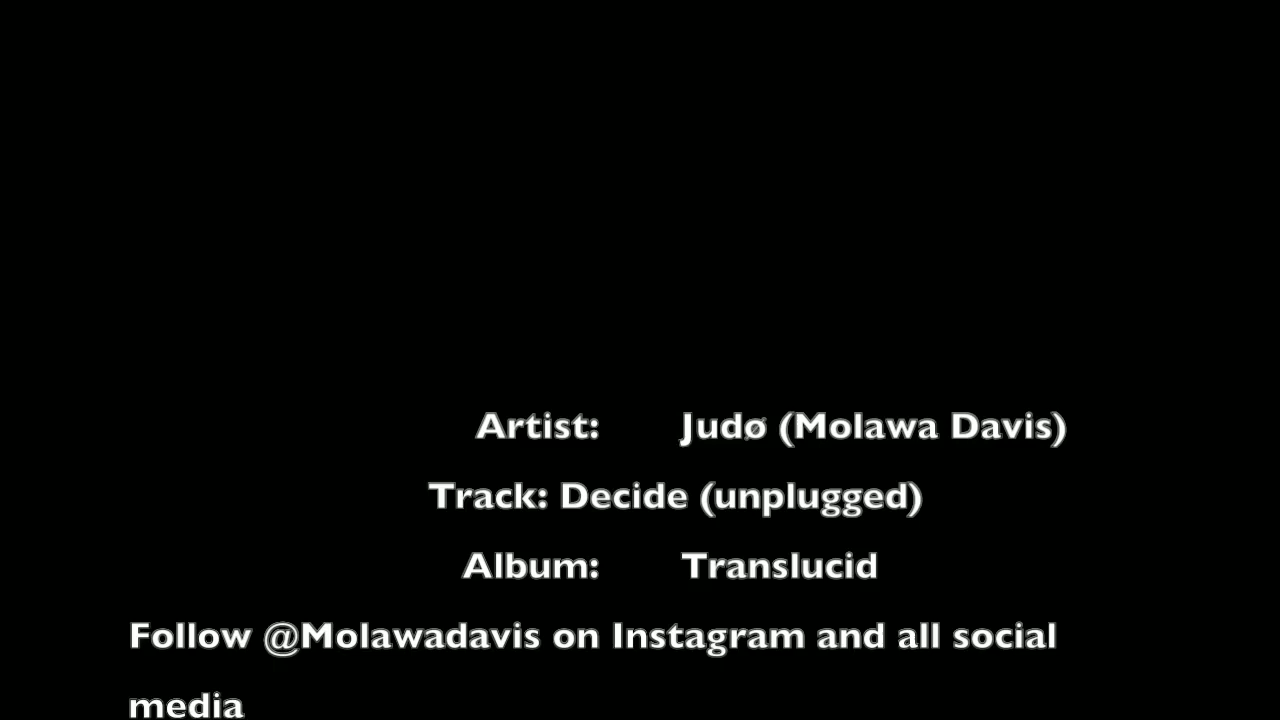 Artist: Judø (Molawa Davis)
Track: Decide (unplugged)
Album: Translucid
Follow @Molawadavis on Instagram and all social
media